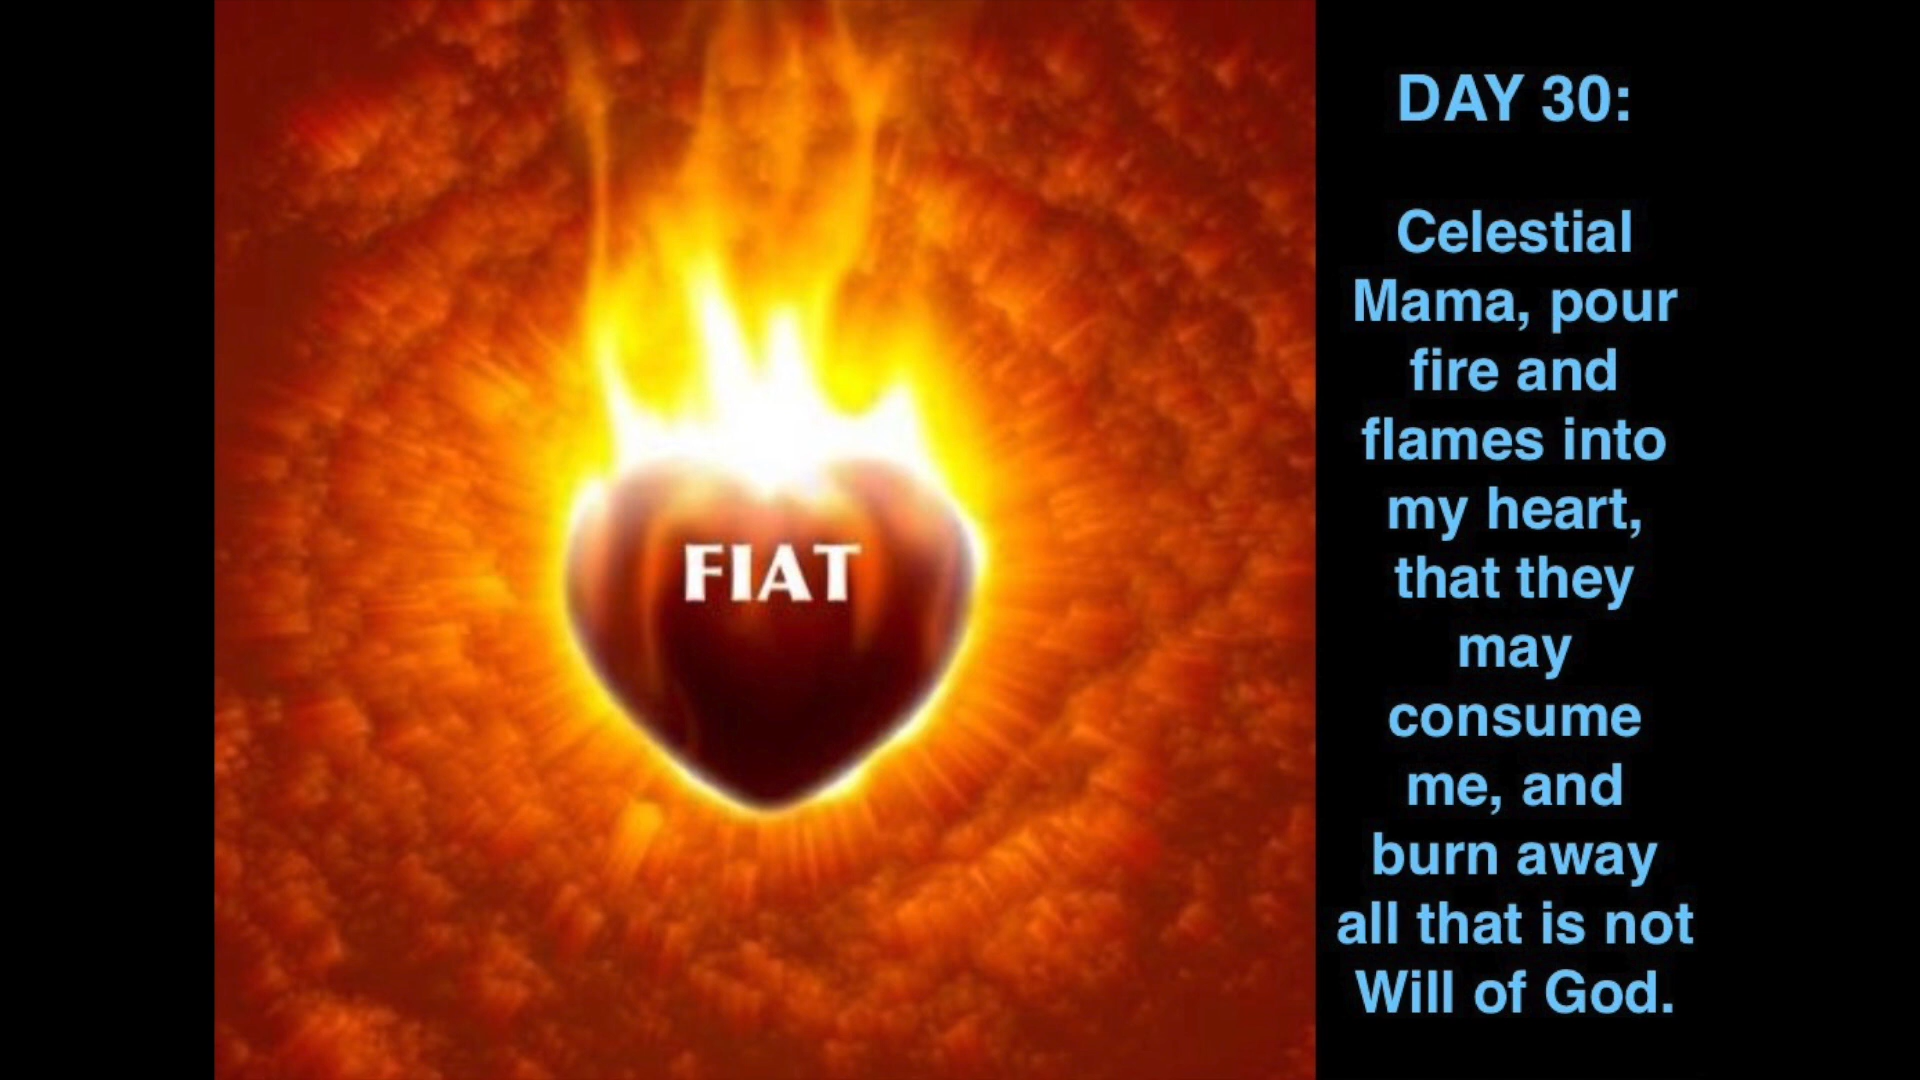 FIAT
DAY 30:
Celestial
Mama, pour
fire and
flames into
my heart,
that they
may
consume
me, and
burn away
all that is not
Will of God.